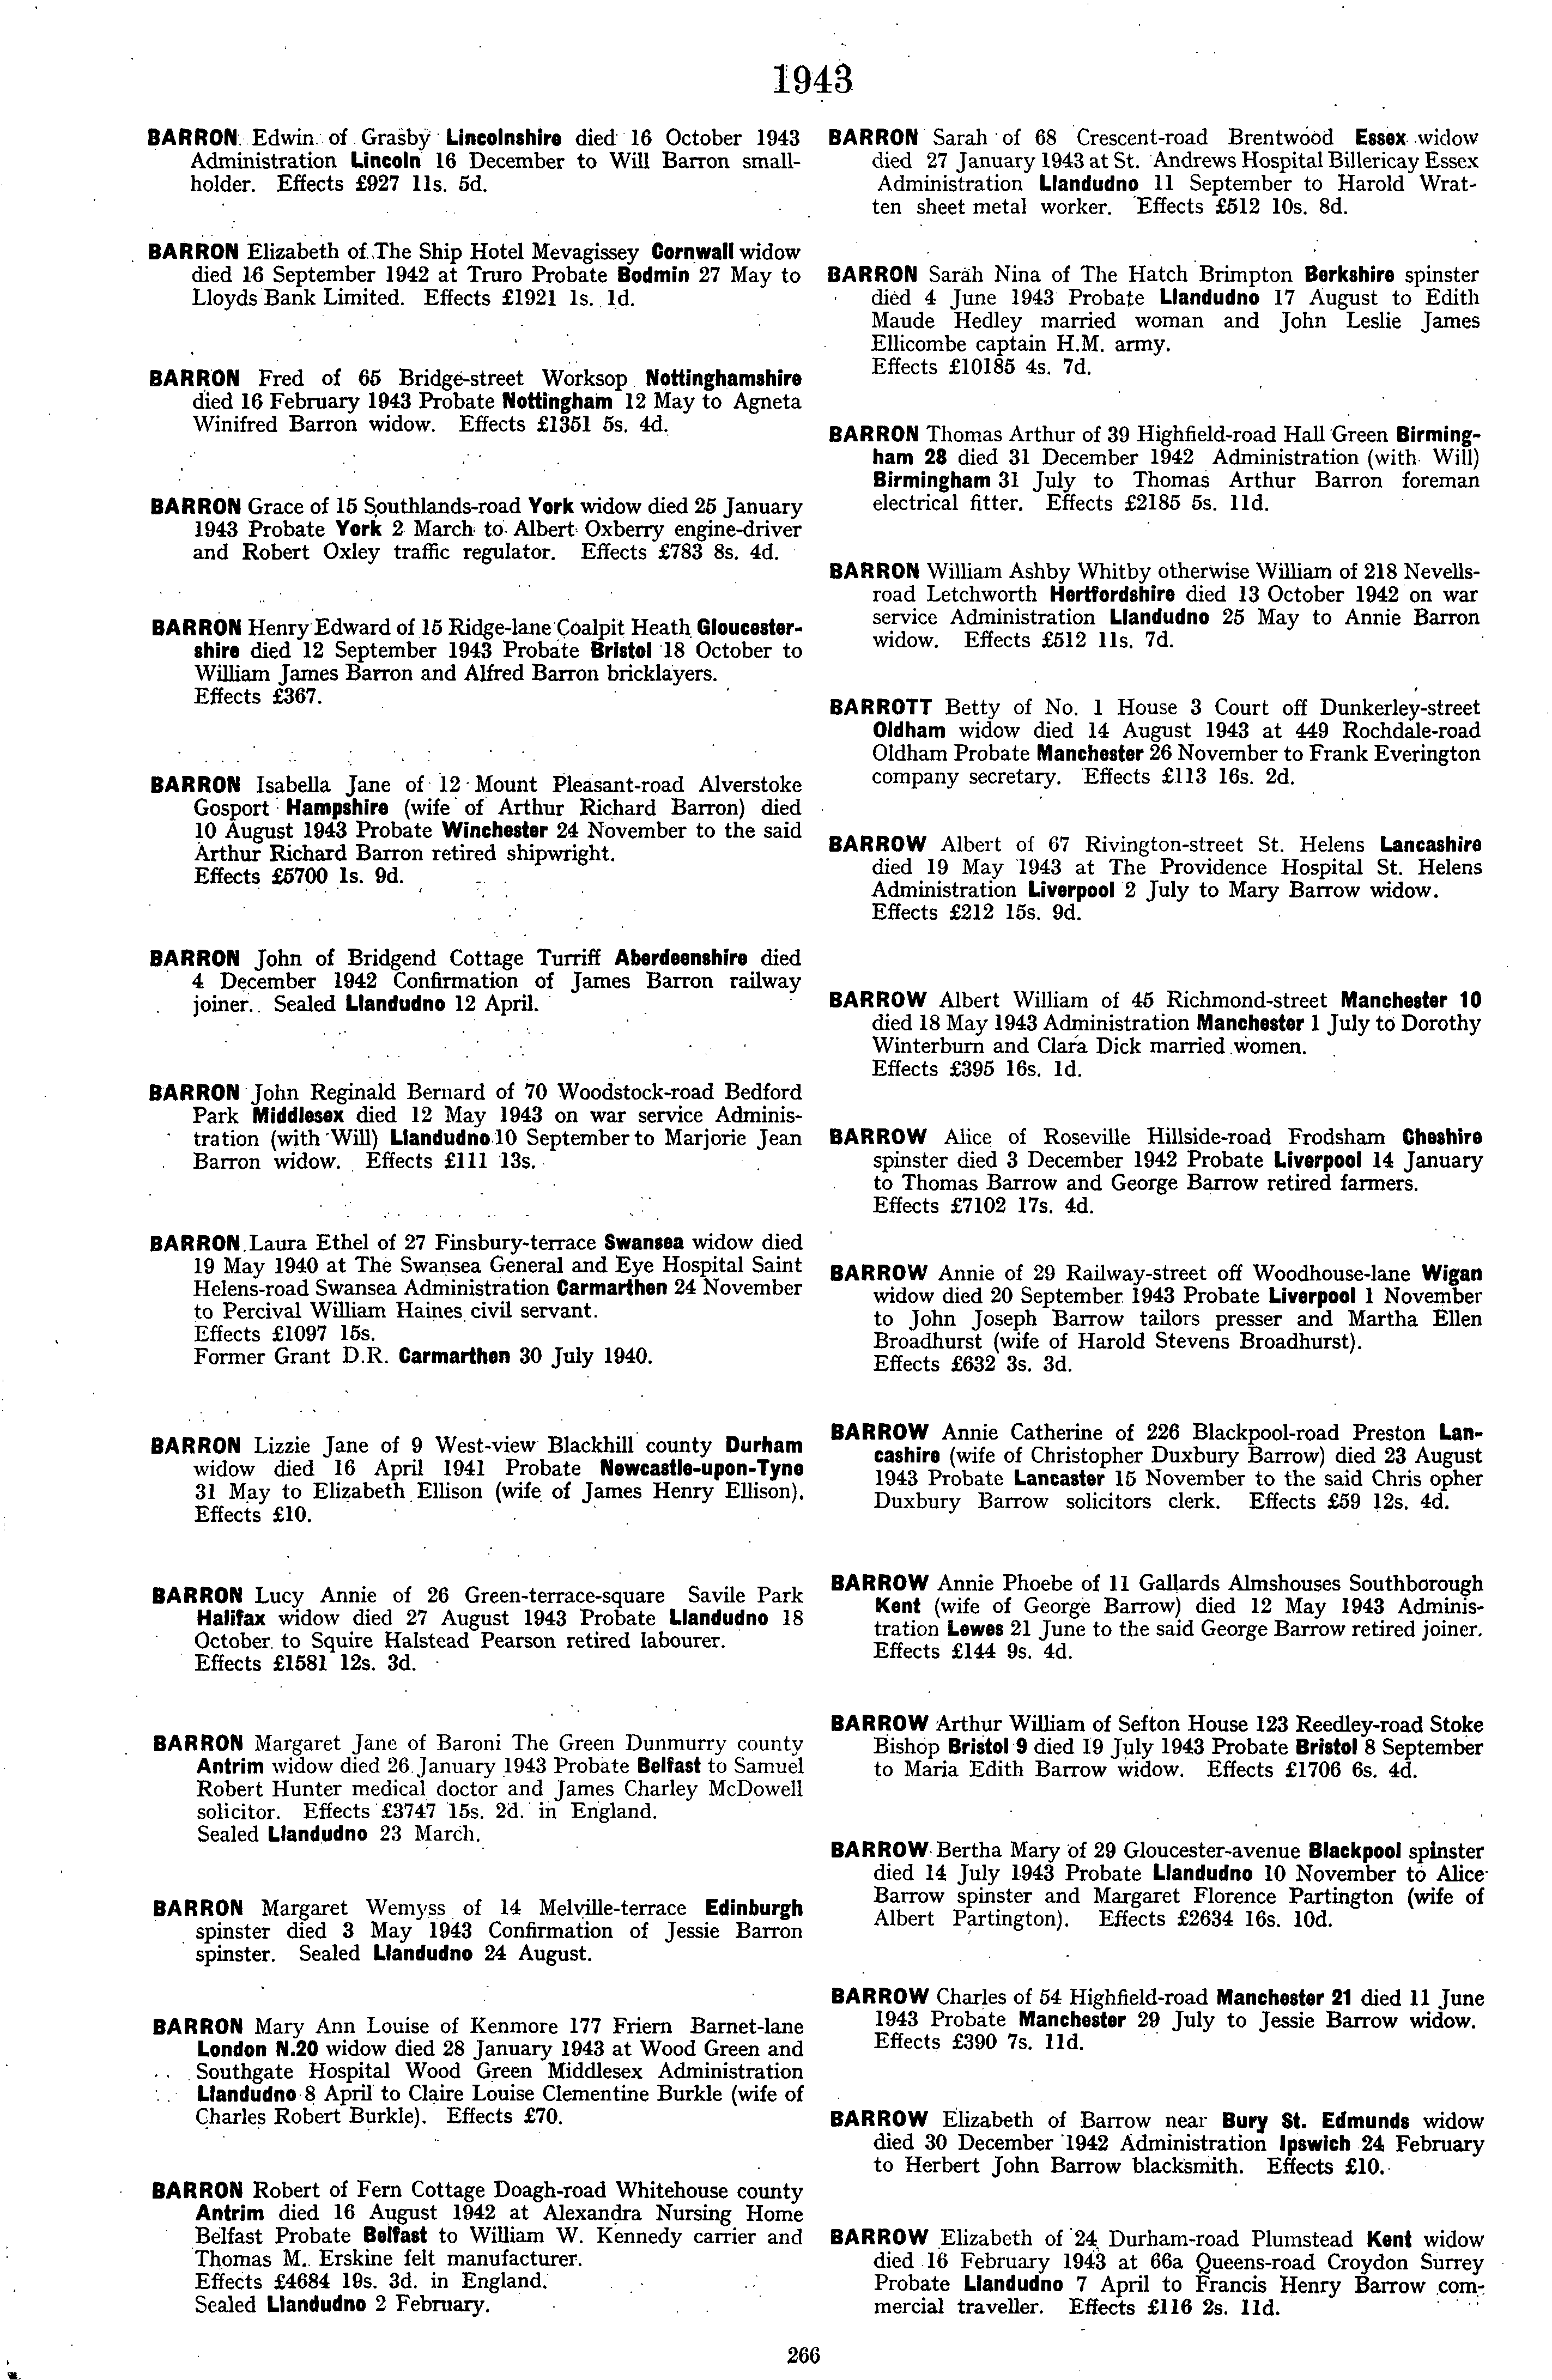 1943
BARRON Edwin of Grasby Lincolnshire died 16 October 1943
Administration Lincoln 16 December to Will Barron small-
holder. Effects £927 11s. 5d.
BARRON Elizabeth of The Ship Hotel Mevagissey Cornwall widow
died 16 September 1942 at Truro Probate Bodmin 27 May to
Lloyds Bank Limited. Effects £1921 1s. 1d.
BARRON Fred of 65 Bridge-street Worksop Nottinghamshire
died 16 February 1943 Probate Nottingham 12 May to Agneta
Winifred Barron widow. Effects £1351 5s. 4d.
BARRON Grace of 15 Southlands-road York widow died 25 January
1943 Probate York 2 March to Albert Oxberry engine-driver
and Robert Oxley traffic regulator. Effects £783 8s. 4d.
BARRON Henry Edward of 15 Ridge-lane Coalpit Heath Gloucester-
shire died 12 September 1943 Probate Bristol 18 October to
William James Barron and Alfred Barron bricklayers.
Effects £367.
BARRON Isabella Jane of 12 Mount Pleasant-road Alverstoke
Gosport Hampshire (wife of Arthur Richard Barron) died
10 August 1943 Probate Winchester 24 November to the said
Arthur Richard Barron retired shipwright.
Effects £5700 1s. 9d.
BARRON John of Bridgend Cottage Turriff Aberdeenshire died
4 December 1942 Confirmation of James Barron railway
joiner. Sealed Llandudno 12 April.
BARRON John Reginald Bernard of 70 Woodstock-road Bedford
Park Middlesex died 12 May 1943 on war service Adminis-
tration (with Will) Llandudno 10 September to Marjorie Jean
Barron widow. Effects £111 13s.
BARRON Laura Ethel of 27 Finsbury-terrace Swansea widow died
19 May 1940 at The Swansea General and Eye Hospital Saint
Helens-road Swansea Administration Carmarthen 24 November
to Percival William Haines civil servant.
Effects £1097 15s.
Former Grant D.R. Carmarthen 30 July 1940.
BARRON Lizzie Jane of 9 West-view Blackhill county Durham
widow died 16 April 1941 Probate Newcastle-upon-Tyne
31 May to Elizabeth Ellison (wife of James Henry Ellison).
Effects £10.
BARRON Lucy Annie of 26 Green-terrace-square Savile Park
Halifax widow died 27 August 1943 Probate Llandudno 18
October to Squire Halstead Pearson retired labourer.
Effects £1581 12s. 3d.
BARRON Margaret Jane of Baroni The Green Dunmurry county
Antrim widow died 26 January 1943 Probate Belfast to Samuel
Robert Hunter medical doctor and James Charley McDowell
solicitor. Effects £3747 15s. 2d. in England.
Sealed Llandudno 23 March.
BARRON Margaret Wemyss of 14 Melville-terrace Edinburgh
spinster died 3 May 1943 Confirmation of Jessie Barron
spinster. Sealed Llandudno 24 August.
BARRON Mary Ann Louise of Kenmore 177 Friern Barnet-lane
London N.20 widow died 28 January 1943 at Wood Green and
Southgate Hospital Wood Green Middlesex Administration
Llandudno 8 April to Claire Louise Clementine Burkle (wife of
Charles Robert Burkle). Effects £70.
BARRON Robert of Fern Cottage Doagh-road Whitehouse county
Antrim died 16 August 1942 at Alexandra Nursing Home
Belfast Probate Belfast to William W. Kennedy carrier and
Thomas M. Erskine felt manufacturer.
Effects £4684 19s. 3d. in England.
Sealed Llandudno 2 February.
BARRON Sarah of 68 Crescent-road Brentwood Essex widow
died 27 January 1943 at St. Andrews Hospital Billericay Essex
Administration Llandudno 11 September to Harold Wrat-
ten sheet metal worker. Effects £512 10s. 8d.
BARRON Sarah Nina of The Hatch Brimpton Berkshire spinster
died 4 June 1943 Probate Llandudno 17 August to Edith
Maude Hedley married woman and John Leslie James
Ellicombe captain H.M. army.
Effects £10185 4s. 7d.
BARRON Thomas Arthur of 39 Highfield-road Hall Green Birming-
ham 28 died 31 December 1942 Administration (with Will)
Birmingham 31 July to Thomas Arthur Barron foreman
electrical fitter. Effects £2185 5s. 11d.
BARRON William Ashby Whitby otherwise William of 218 Nevells-
road Letchworth Hertfordshire died 13 October 1942 on war
service Administration Llandudno 25 May to Annie Barron
widow. Effects £512 11s. 7d.
BARROTT Betty of No. 1 House 3 Court off Dunkerley-street
Oldham widow died 14 August 1943 at 449 Rochdale-road
Oldham Probate Manchester 26 November to Frank Everington
company secretary. Effects £113 16s. 2d.
BARROW Albert of 67 Rivington-street St. Helens Lancashire
died 19 May 1943 at The Providence Hospital St. Helens
Administration Liverpool 2 July to Mary Barrow widow.
Effects £212 15s. 9d.
BARROW Albert William of 45 Richmond-street Manchester 10
died 18 May 1943 Administration Manchester 1 July to Dorothy
Winterburn and Clara Dick married women.
Effects £395 16s. 1d.
BARROW Alice of Roseville Hillside-road Frodsham Cheshire
spinster died 3 December 1942 Probate Liverpool 14 January
to Thomas Barrow and George Barrow retired farmers.
Effects £7102 17s. 4d.
BARROW Annie of 29 Railway-street off Woodhouse-lane Wigan
widow died 20 September 1943 Probate Liverpool 1 November
to John Joseph Barrow tailors presser and Martha Ellen
Broadhurst (wife of Harold Stevens Broadhurst).
Effects £632 3s. 3d.
BARROW Annie Catherine of 226 Blackpool-road Preston Lan-
cashire (wife of Christopher Duxbury Barrow) died 23 August
1943 Probate Lancaster 15 November to the said Chris opher
Duxbury Barrow solicitors clerk. Effects £59 12s. 4d.
BARROW Annie Phoebe of 11 Gallards Almshouses Southborough
Kent (wife of George Barrow) died 12 May 1943 Adminis-
tration Lewes 21 June to the said George Barrow retired joiner.
Effects £144 9s. 4d.
BARROW Arthur William of Sefton House 123 Reedley-road Stoke
Bishop Bristol 9 died 19 July 1943 Probate Bristol 8 September
to Maria Edith Barrow widow. Effects £1706 6s. 4d.
BARROW Bertha Mary of 29 Gloucester-avenue Blackpool spinster
died 14 July 1943 Probate Llandudno 10 November to Alice
Barrow spinster and Margaret Florence Partington (wife of
Albert Partington). Effects £2634 16s. 10d.
BARROW Charles of 54 Highfield-road Manchester 21 died 11 June
1943 Probate Manchester 29 July to Jessie Barrow widow.
Effects £390 7s. 11d.
BARROW Elizabeth of Barrow near Bury St. Edmunds widow
died 30 December 1942 Administration Ipswich 24 February
to Herbert John Barrow blacksmith. Effects £10.
BARROW Elizabeth of 24 Durham-road Plumstead Kent widow
died 16 February 1943 at 66a Queens-road Croydon Surrey
Probate Llandudno 7 April to Francis Henry Barrow com-
mercial traveller. Effects £116 2s. 11d.
266